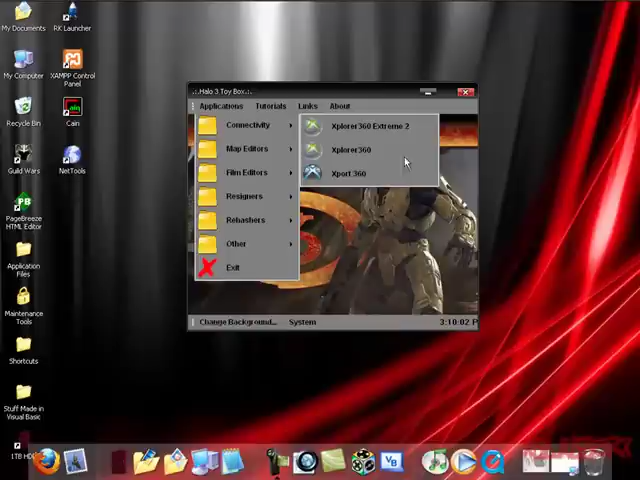 My Documents
RK Launcher
My Computer
XAMPP Control
Panel
Recycle Bin
Cain
Guild Wars
NetTools
PageBreeze
HTML Editor
Application
Files
Maintenance
Tools
Shortcuts
Stuff Made in
Visual Basic
.:.Halo 3 Toy Box.:.
Applications Tutorials Links About
Connectivity
Map Editors
Film Editors
Resigners
Rehashers
Other
Exit
Xplorer360 Extreme 2
Xplorer360
Xport 360
Change Background... System 3:10:02 P
VB